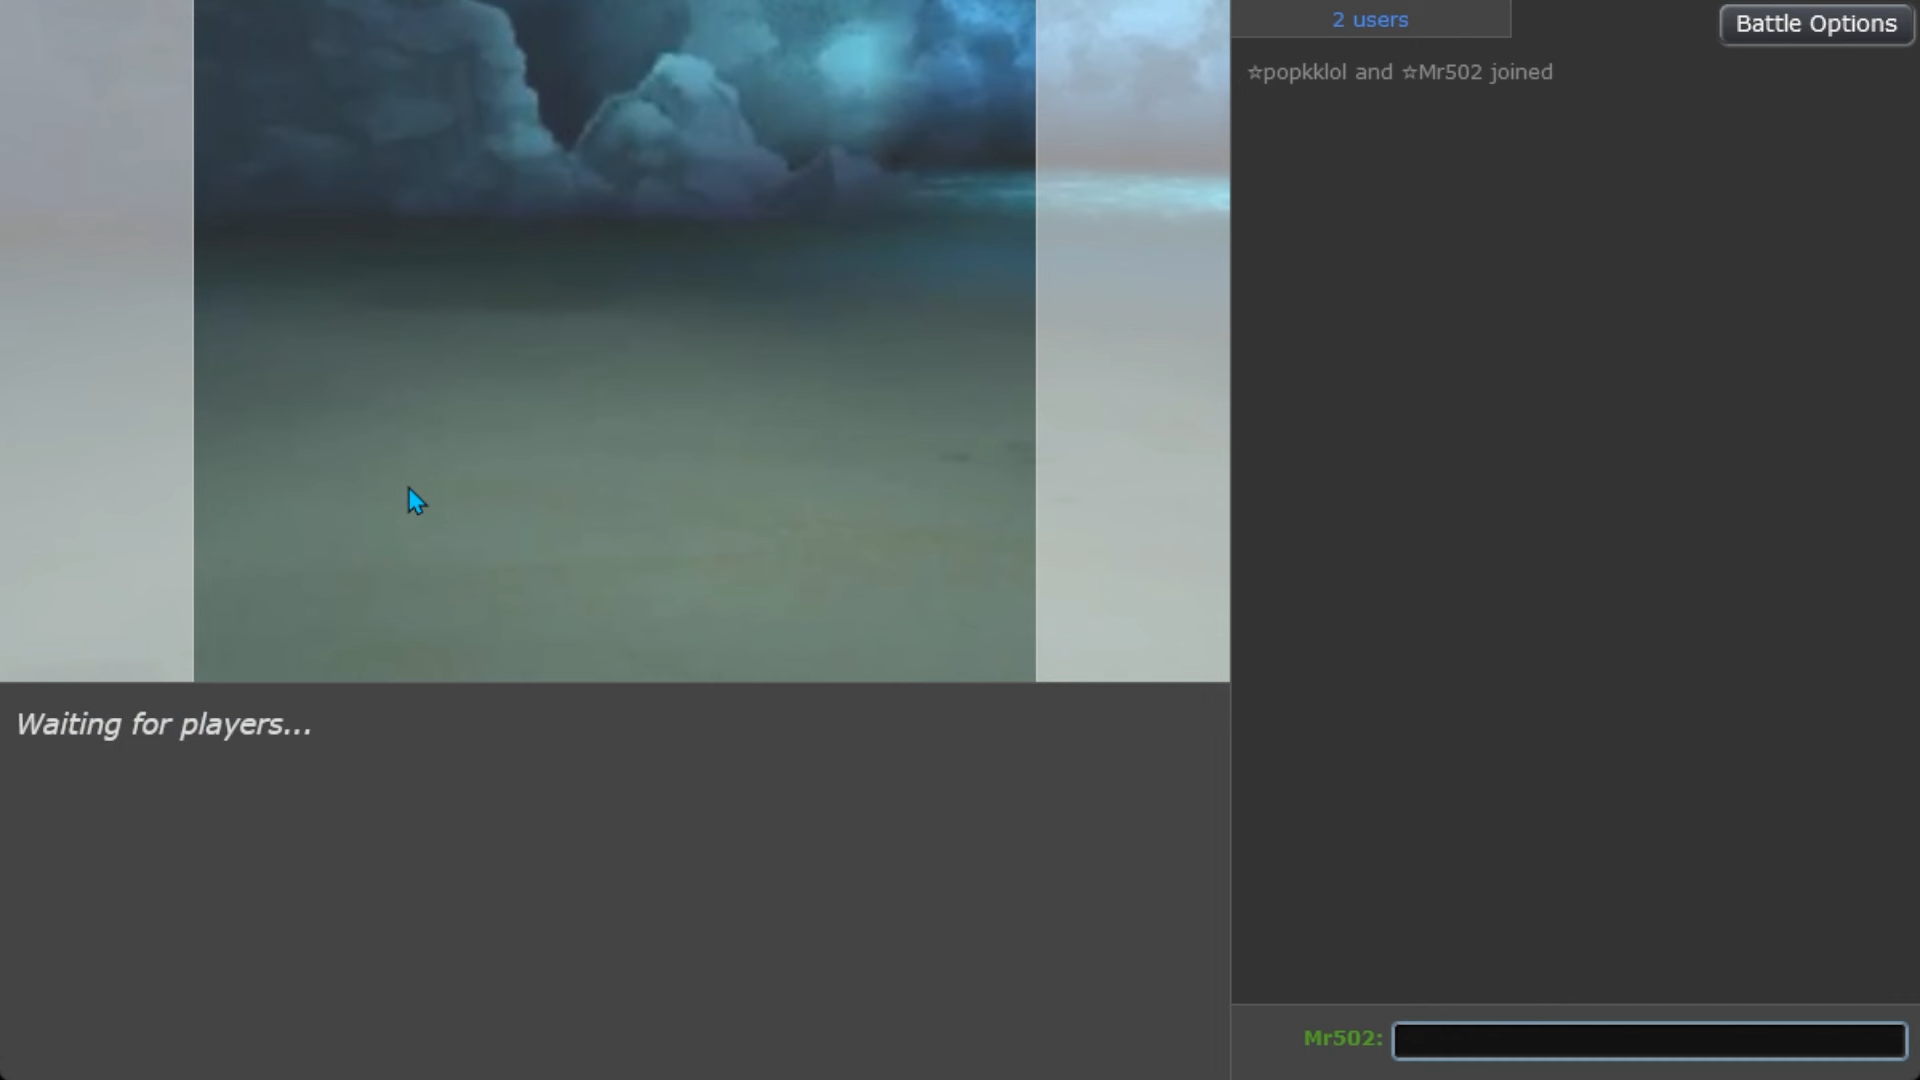 2 users
Battle Options
☆popkklol and ☆Mr502 joined
Waiting for players...
Mr502: